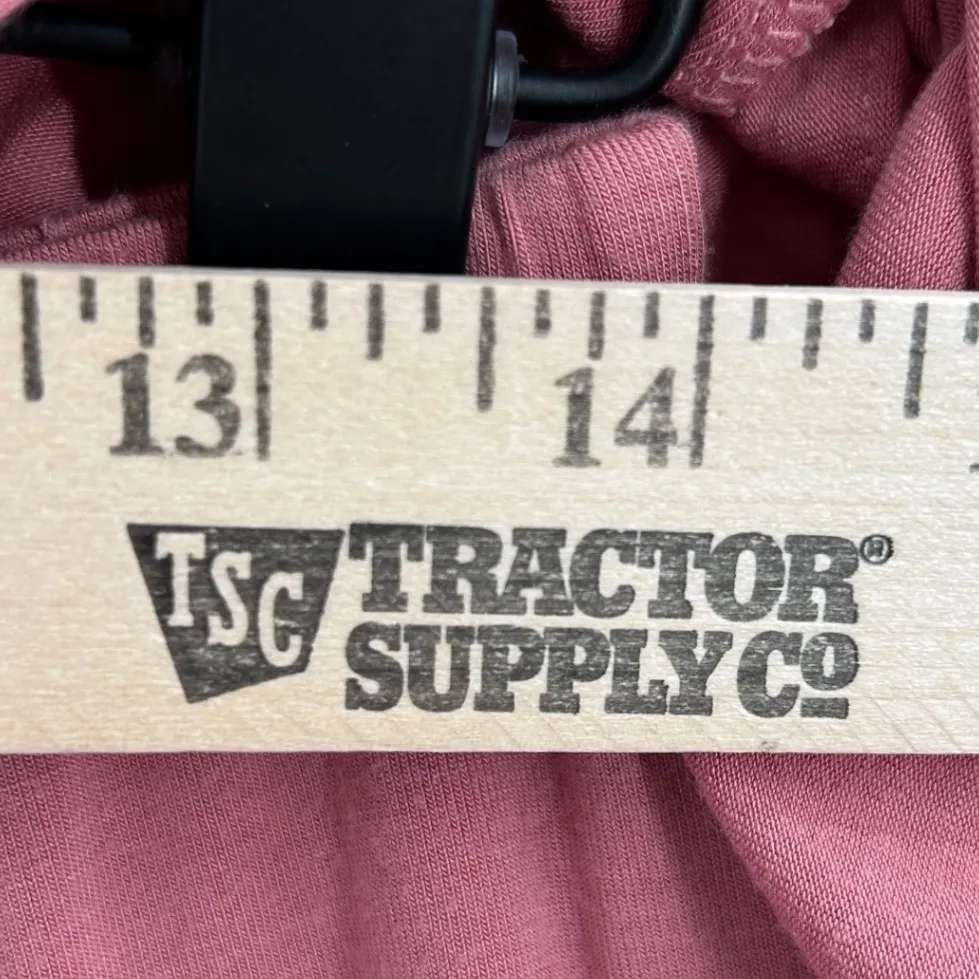 13 14
TSC TRACTOR®
SUPPLY CO